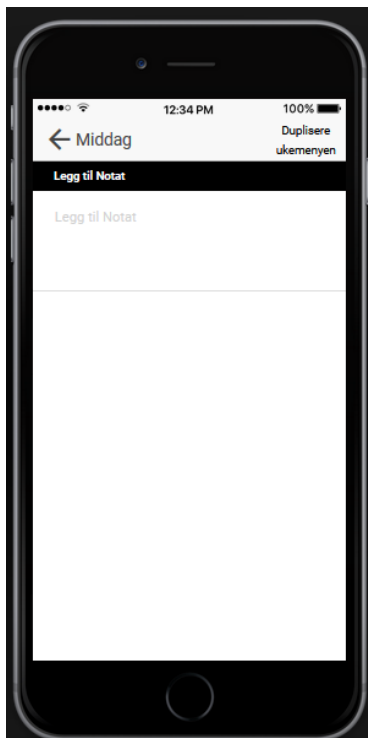 12:34 PM
100%
Middag
Duplisere
ukemenyen
Legg til Notat
Legg til Notat